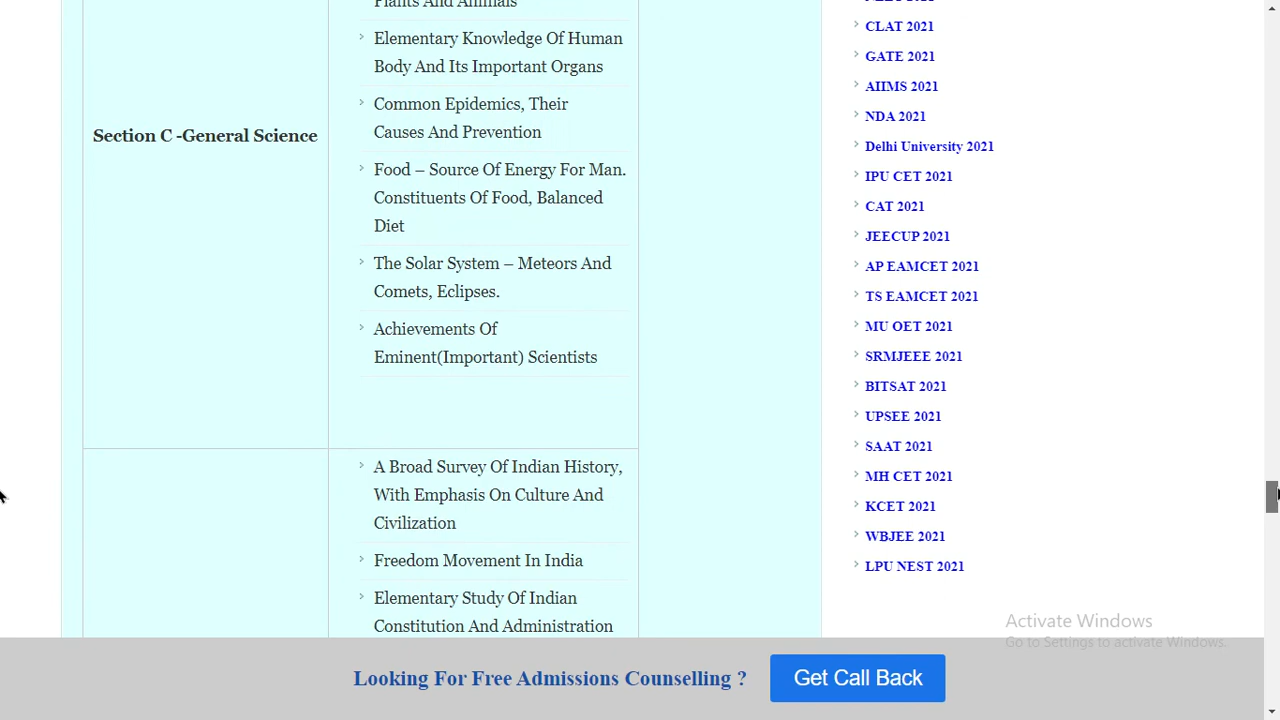 Plants And Animals
Elementary Knowledge Of Human
Body And Its Important Organs
Common Epidemics, Their
Causes And Prevention
Section C -General Science
Food – Source Of Energy For Man.
Constituents Of Food, Balanced
Diet
The Solar System – Meteors And
Comets, Eclipses.
Achievements Of
Eminent(Important) Scientists
A Broad Survey Of Indian History,
With Emphasis On Culture And
Civilization
Freedom Movement In India
Elementary Study Of Indian
Constitution And Administration
CLAT 2021
GATE 2021
AIIMS 2021
NDA 2021
Delhi University 2021
IPU CET 2021
CAT 2021
JEECUP 2021
AP EAMCET 2021
TS EAMCET 2021
MU OET 2021
SRMJEEE 2021
BITSAT 2021
UPSEE 2021
SAAT 2021
MH CET 2021
KCET 2021
WBJEE 2021
LPU NEST 2021
Activate Windows
Go to Settings to activate Windows.
Looking For Free Admissions Counselling ?
Get Call Back